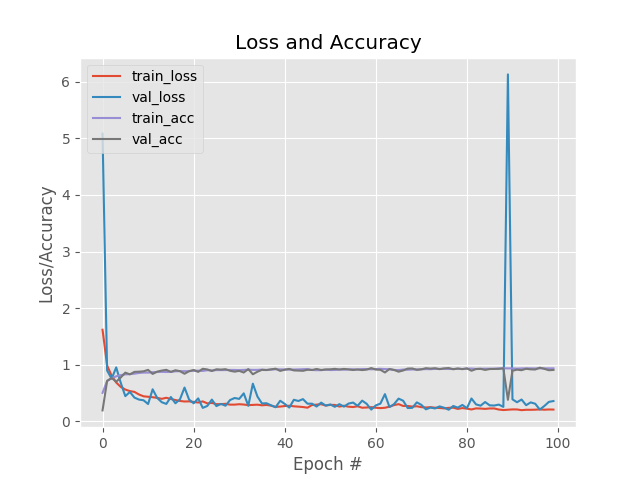 Loss and Accuracy
train_loss
val_loss
train_acc
val_acc
Loss/Accuracy
6
5
4
3
2
1
0
0 20 40 60 80 100
Epoch #